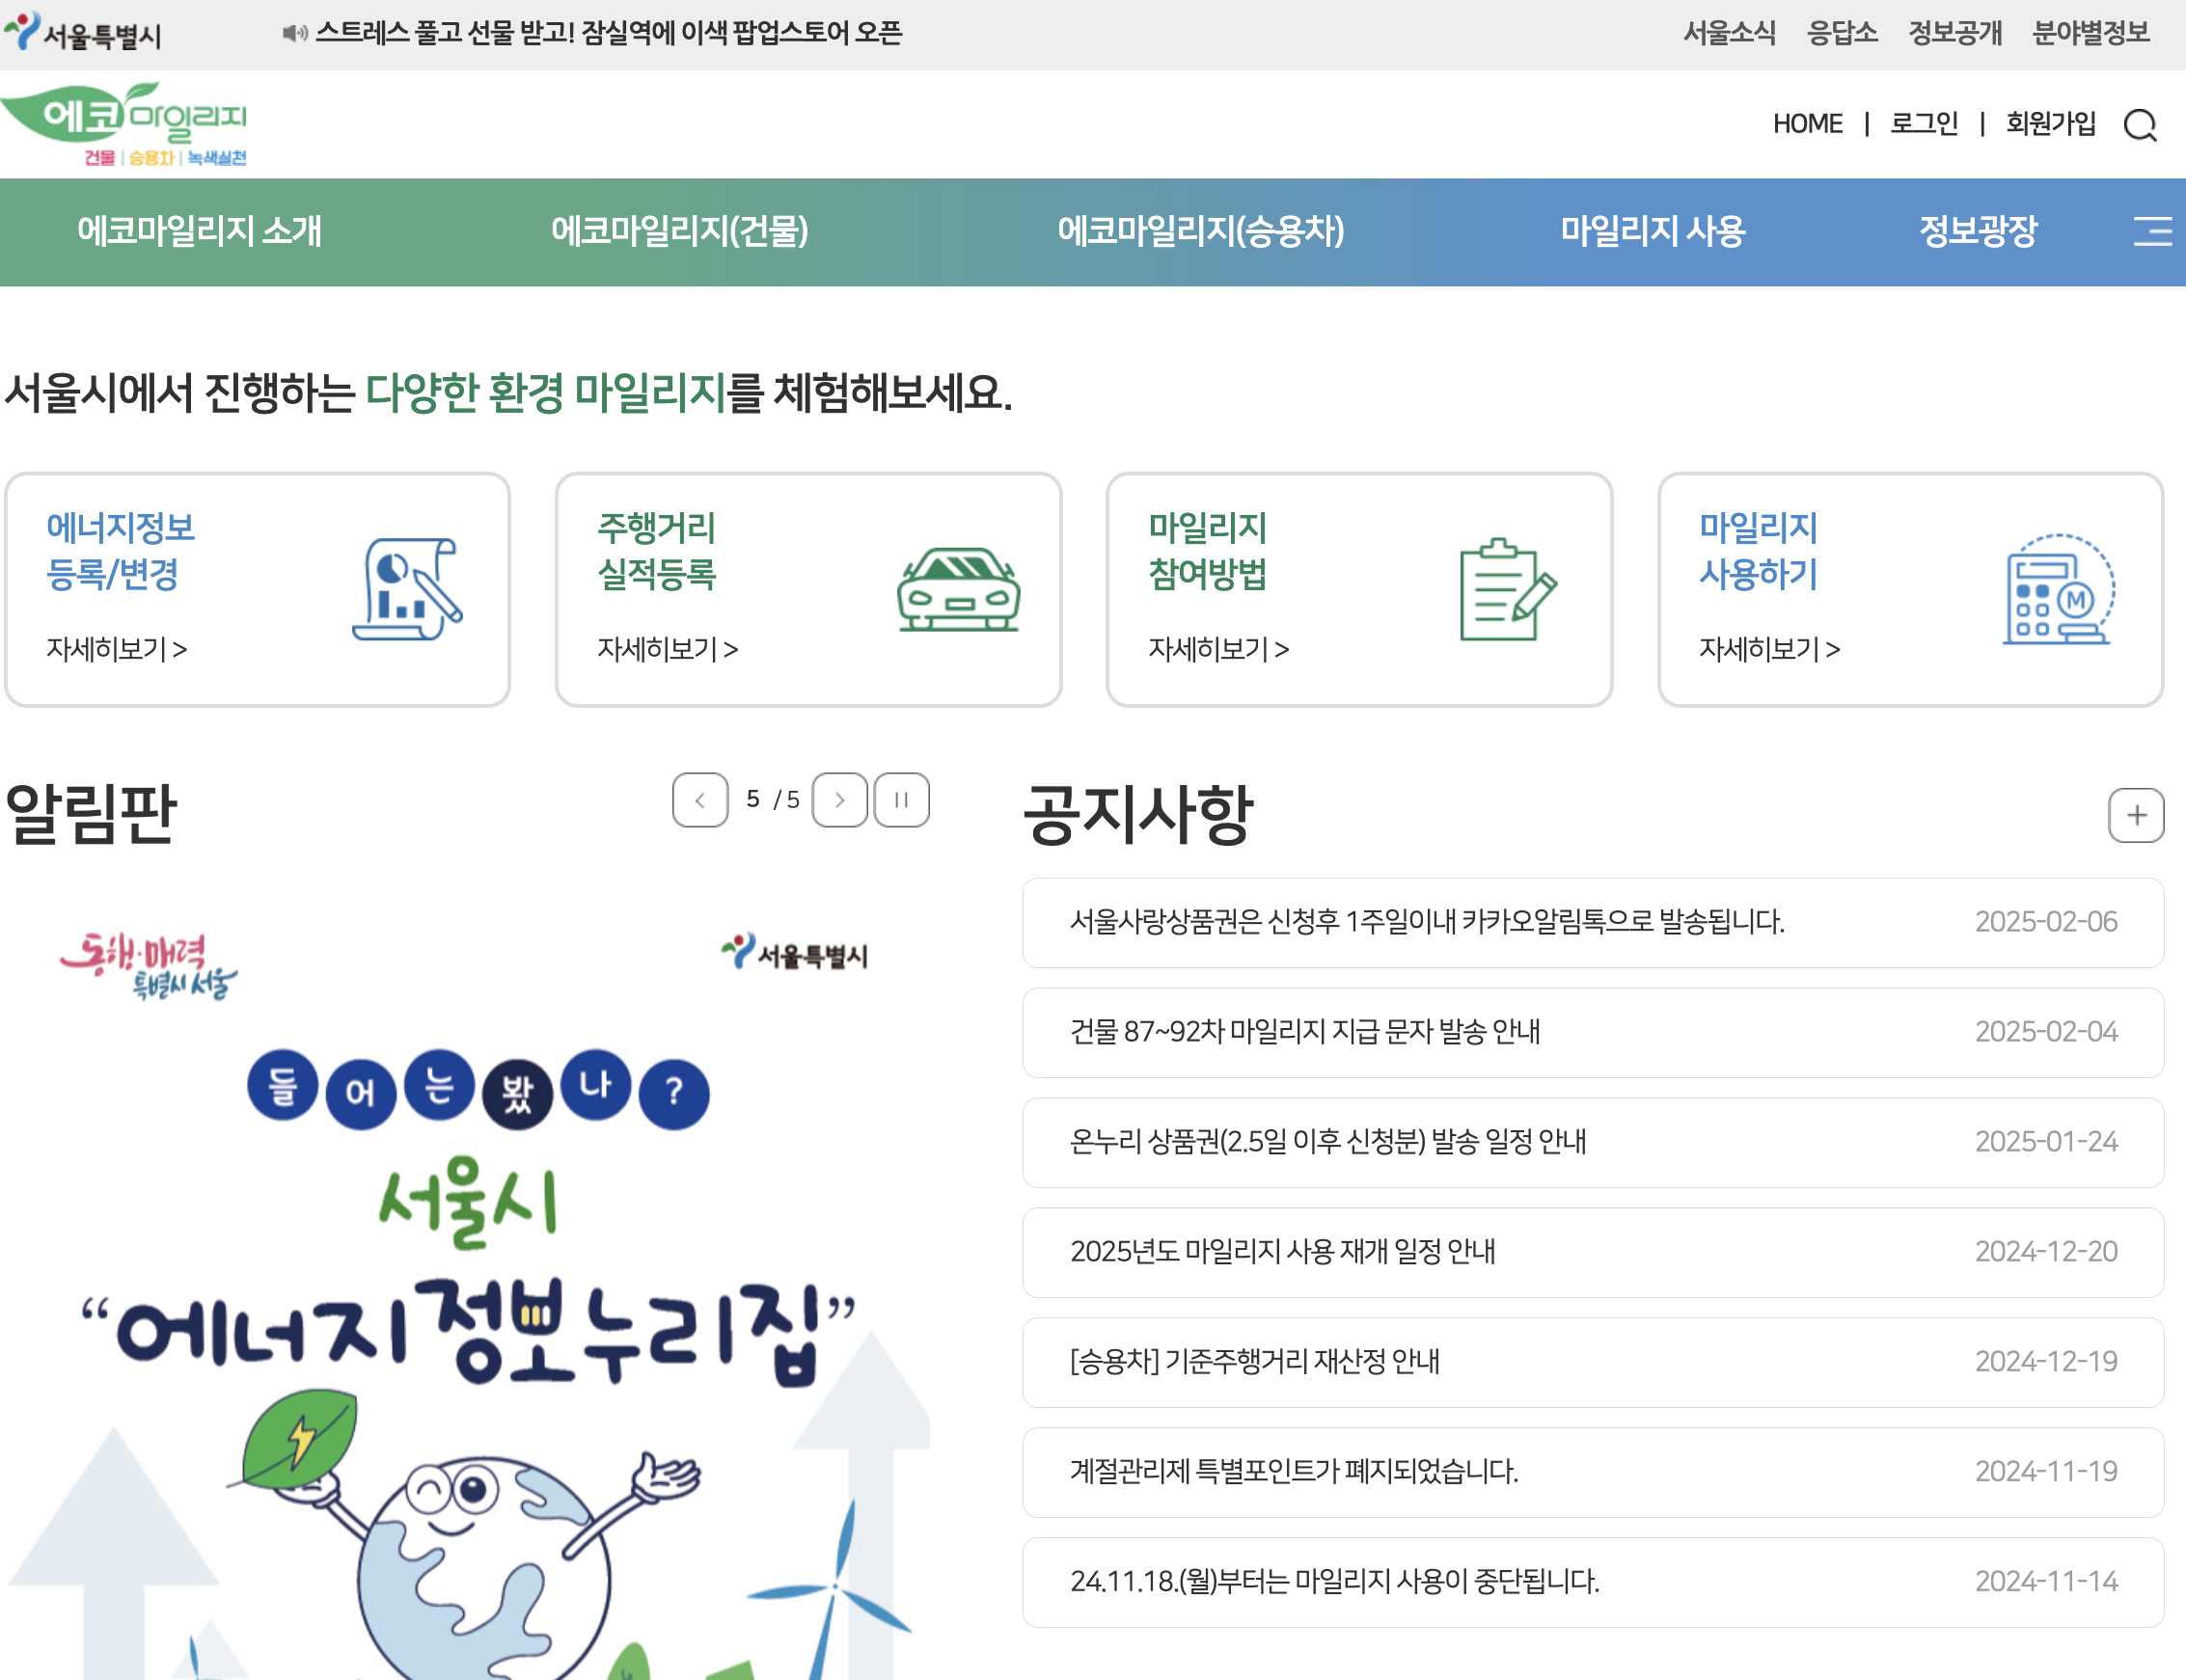 서울특별시
스트레스 풀고 선물 받고! 잠실역에 이색 팝업스토어 오픈
서울소식 응답소 정보공개 분야별정보
에코마일리지
건물 | 승용차 | 녹색실천
HOME | 로그인 | 회원가입
에코마일리지 소개 에코마일리지(건물) 에코마일리지(승용차) 마일리지 사용 정보광장
서울시에서 진행하는 다양한 환경 마일리지를 체험해보세요.
에너지정보
등록/변경
자세히보기 >
주행거리
실적등록
자세히보기 >
마일리지
참여방법
자세히보기 >
마일리지
사용하기
자세히보기 >
M
알림판
5 / 5
동행·매력
특별시 서울
서울특별시
들어는봤나?
서울시
“에너지정보누리집”
공지사항
서울사랑상품권은 신청후 1주일이내 카카오알림톡으로 발송됩니다. 2025-02-06
건물 87~92차 마일리지 지급 문자 발송 안내 2025-02-04
온누리 상품권(2.5일 이후 신청분) 발송 일정 안내 2025-01-24
2025년도 마일리지 사용 재개 일정 안내 2024-12-20
[승용차] 기준주행거리 재산정 안내 2024-12-19
계절관리제 특별포인트가 폐지되었습니다. 2024-11-19
24.11.18.(월)부터는 마일리지 사용이 중단됩니다. 2024-11-14